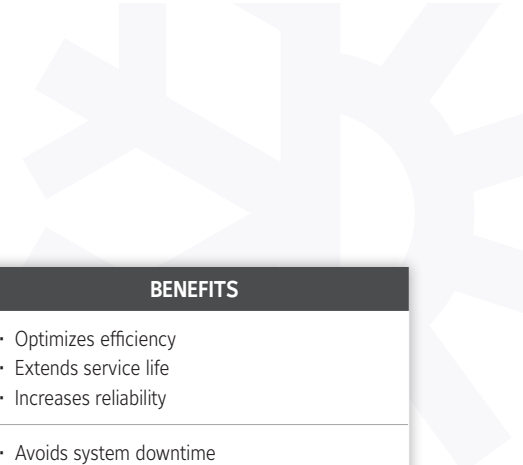 BENEFITS
· Optimizes efficiency
· Extends service life
· Increases reliability
· Avoids system downtime